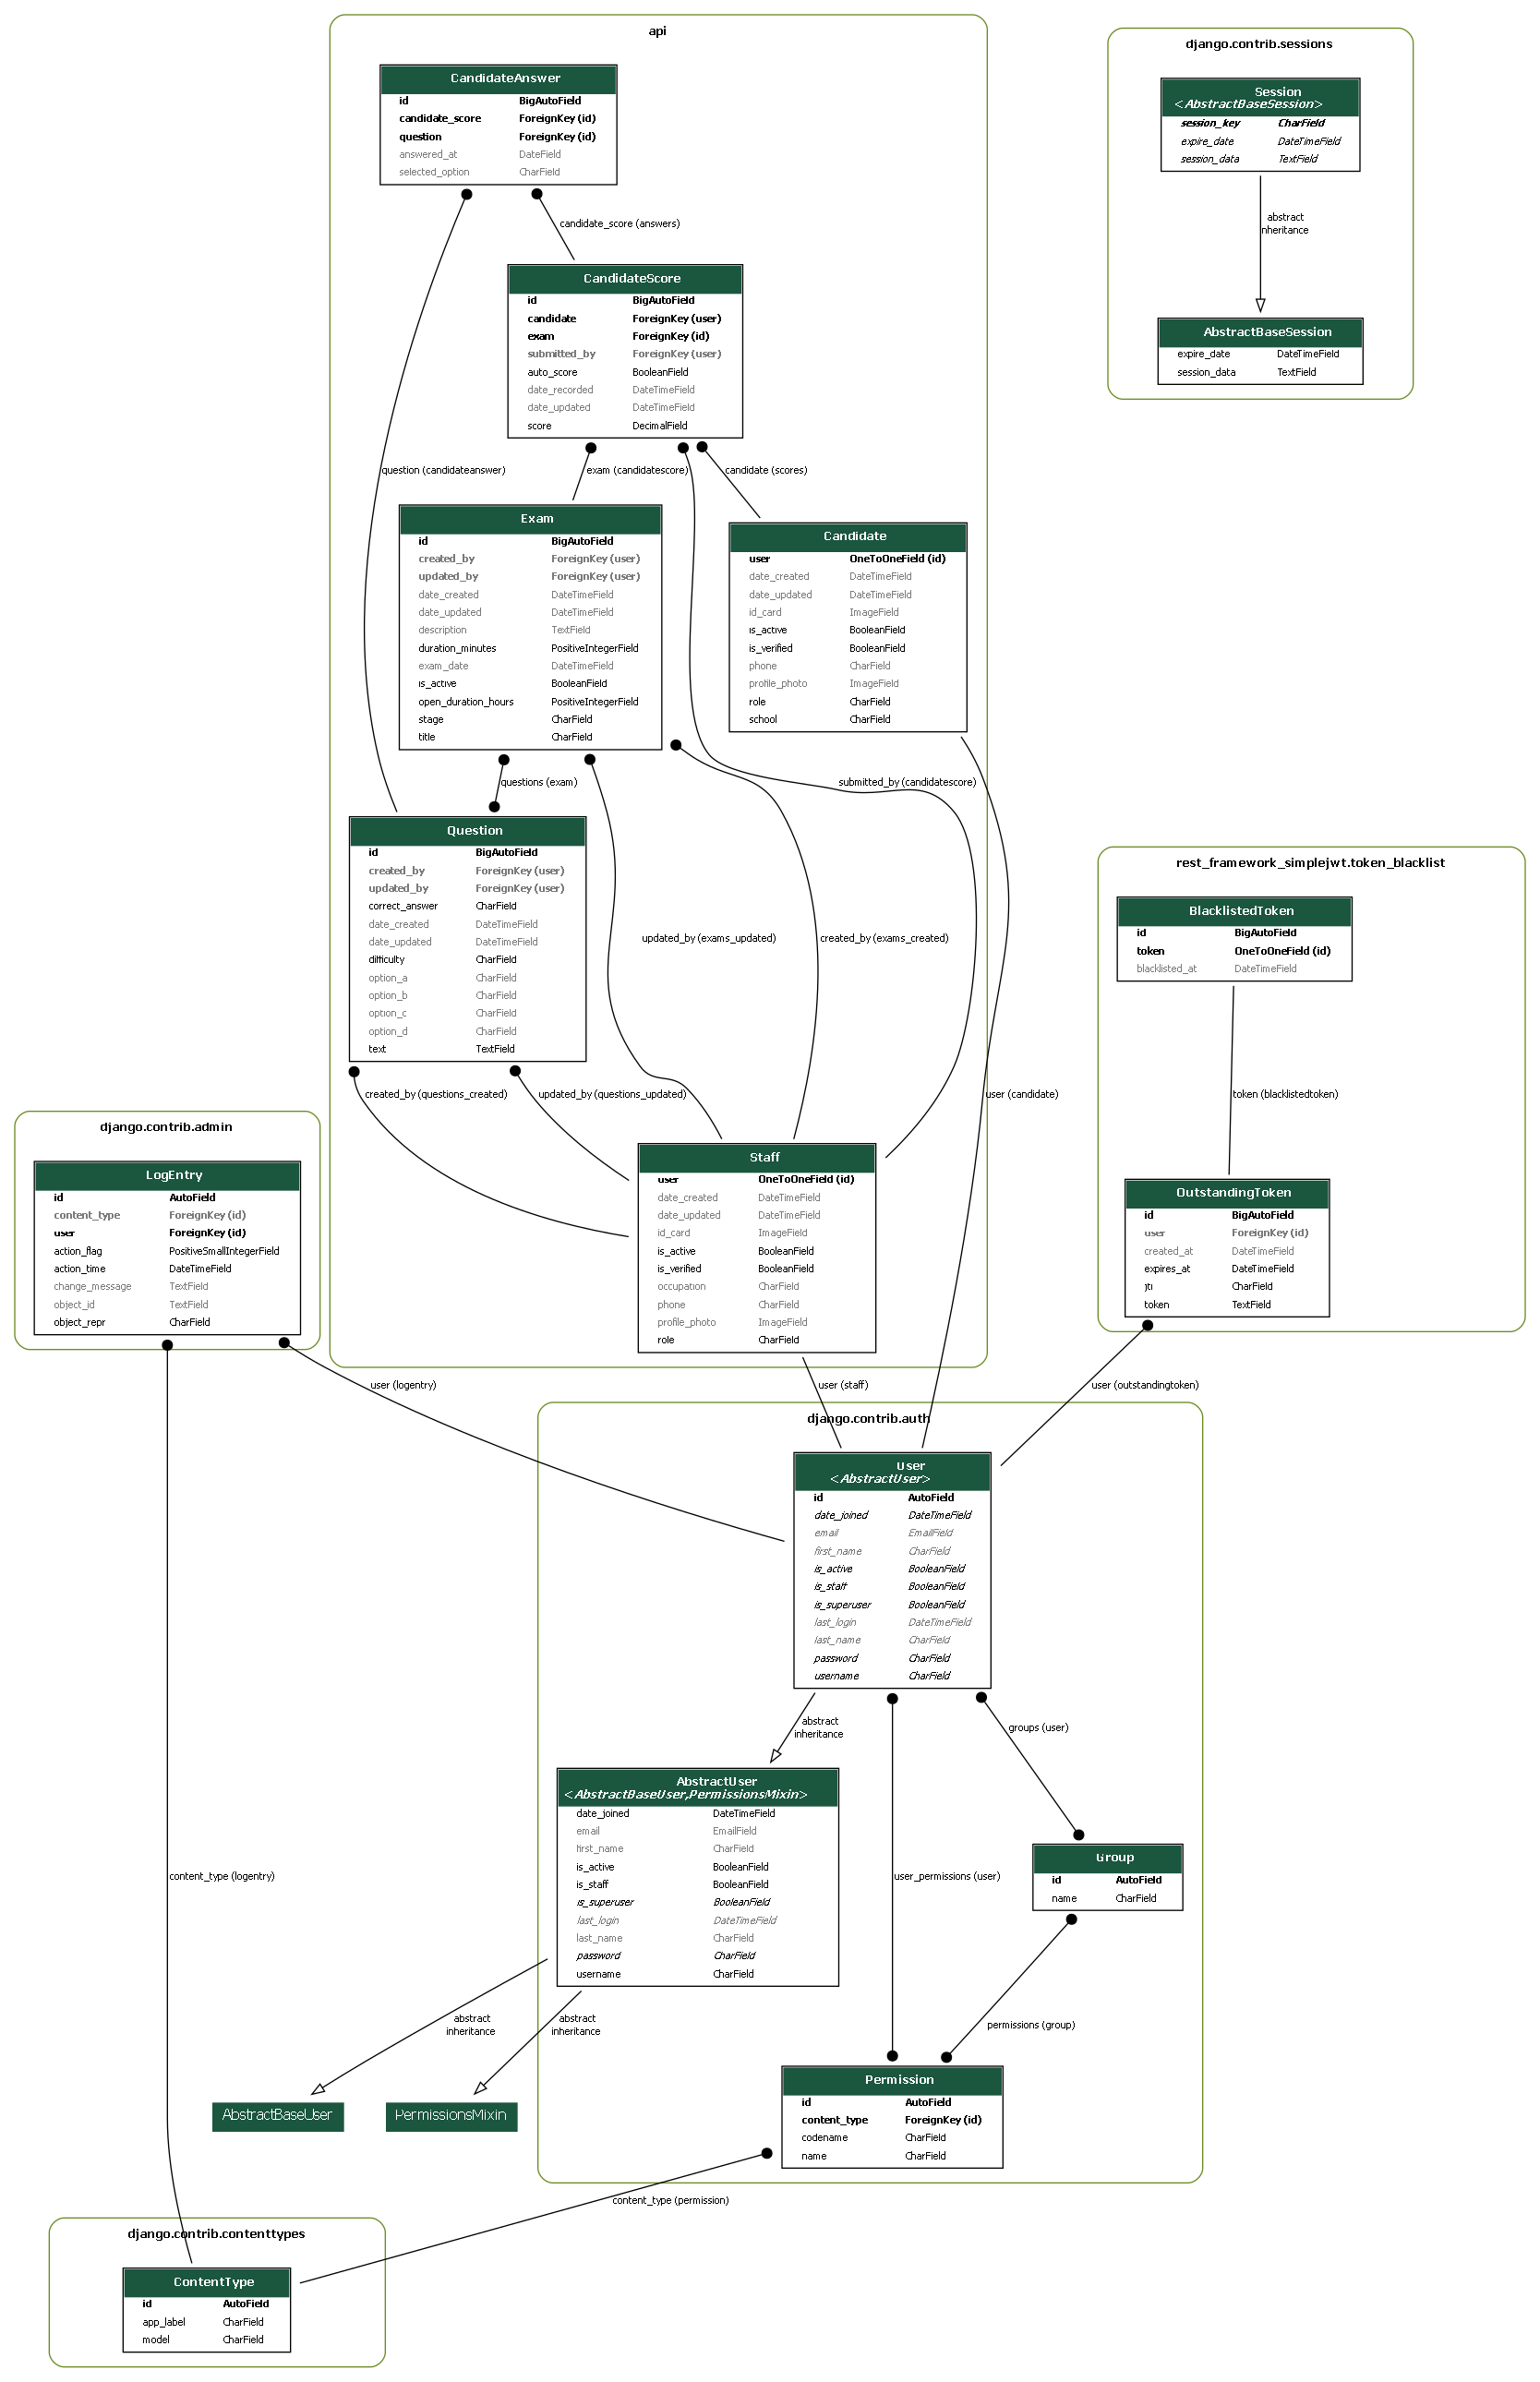 api
CandidateAnswer
id BigAutoField
candidate_score ForeignKey (id)
question ForeignKey (id)
answered_at DateField
selected_option CharField
candidate_score (answers)
CandidateScore
id BigAutoField
candidate ForeignKey (user)
exam ForeignKey (id)
submitted_by ForeignKey (user)
auto_score BooleanField
date_recorded DateTimeField
date_updated DateTimeField
score DecimalField
question (candidateanswer)
exam (candidatescore)
candidate (scores)
Exam
id BigAutoField
created_by ForeignKey (user)
updated_by ForeignKey (user)
date_created DateTimeField
date_updated DateTimeField
description TextField
duration_minutes PositiveIntegerField
exam_date DateTimeField
is_active BooleanField
open_duration_hours PositiveIntegerField
stage CharField
title CharField
Candidate
user OneToOneField (id)
date_created DateTimeField
date_updated DateTimeField
id_card ImageField
is_active BooleanField
is_verified BooleanField
phone CharField
profile_photo ImageField
role CharField
school CharField
questions (exam)
submitted_by (candidatescore)
Question
id BigAutoField
created_by ForeignKey (user)
updated_by ForeignKey (user)
correct_answer CharField
date_created DateTimeField
date_updated DateTimeField
difficulty CharField
option_a CharField
option_b CharField
option_c CharField
option_d CharField
text TextField
updated_by (exams_updated)
created_by (exams_created)
created_by (questions_created)
updated_by (questions_updated)
user (candidate)
Staff
user OneToOneField (id)
date_created DateTimeField
date_updated DateTimeField
id_card ImageField
is_active BooleanField
is_verified BooleanField
occupation CharField
phone CharField
profile_photo ImageField
role CharField
django.contrib.sessions
Session
<AbstractBaseSession>
session_key CharField
expire_date DateTimeField
session_data TextField
abstract
inheritance
AbstractBaseSession
expire_date DateTimeField
session_data TextField
rest_framework_simplejwt.token_blacklist
BlacklistedToken
id BigAutoField
token OneToOneField (id)
blacklisted_at DateTimeField
token (blacklistedtoken)
OutstandingToken
id BigAutoField
user ForeignKey (id)
created_at DateTimeField
expires_at DateTimeField
jti CharField
token TextField
django.contrib.admin
LogEntry
id AutoField
content_type ForeignKey (id)
user ForeignKey (id)
action_flag PositiveSmallIntegerField
action_time DateTimeField
change_message TextField
object_id TextField
object_repr CharField
user (logentry)
user (staff)
user (outstandingtoken)
django.contrib.auth
User
<AbstractUser>
id AutoField
date_joined DateTimeField
email EmailField
first_name CharField
is_active BooleanField
is_staff BooleanField
is_superuser BooleanField
last_login DateTimeField
last_name CharField
password CharField
username CharField
abstract
inheritance
groups (user)
AbstractUser
<AbstractBaseUser,PermissionsMixin>
date_joined DateTimeField
email EmailField
first_name CharField
is_active BooleanField
is_staff BooleanField
is_superuser BooleanField
last_login DateTimeField
last_name CharField
password CharField
username CharField
content_type (logentry)
user_permissions (user)
Group
id AutoField
name CharField
abstract
inheritance
abstract
inheritance
permissions (group)
AbstractBaseUser
PermissionsMixin
Permission
id AutoField
content_type ForeignKey (id)
codename CharField
name CharField
content_type (permission)
django.contrib.contenttypes
ContentType
id AutoField
app_label CharField
model CharField